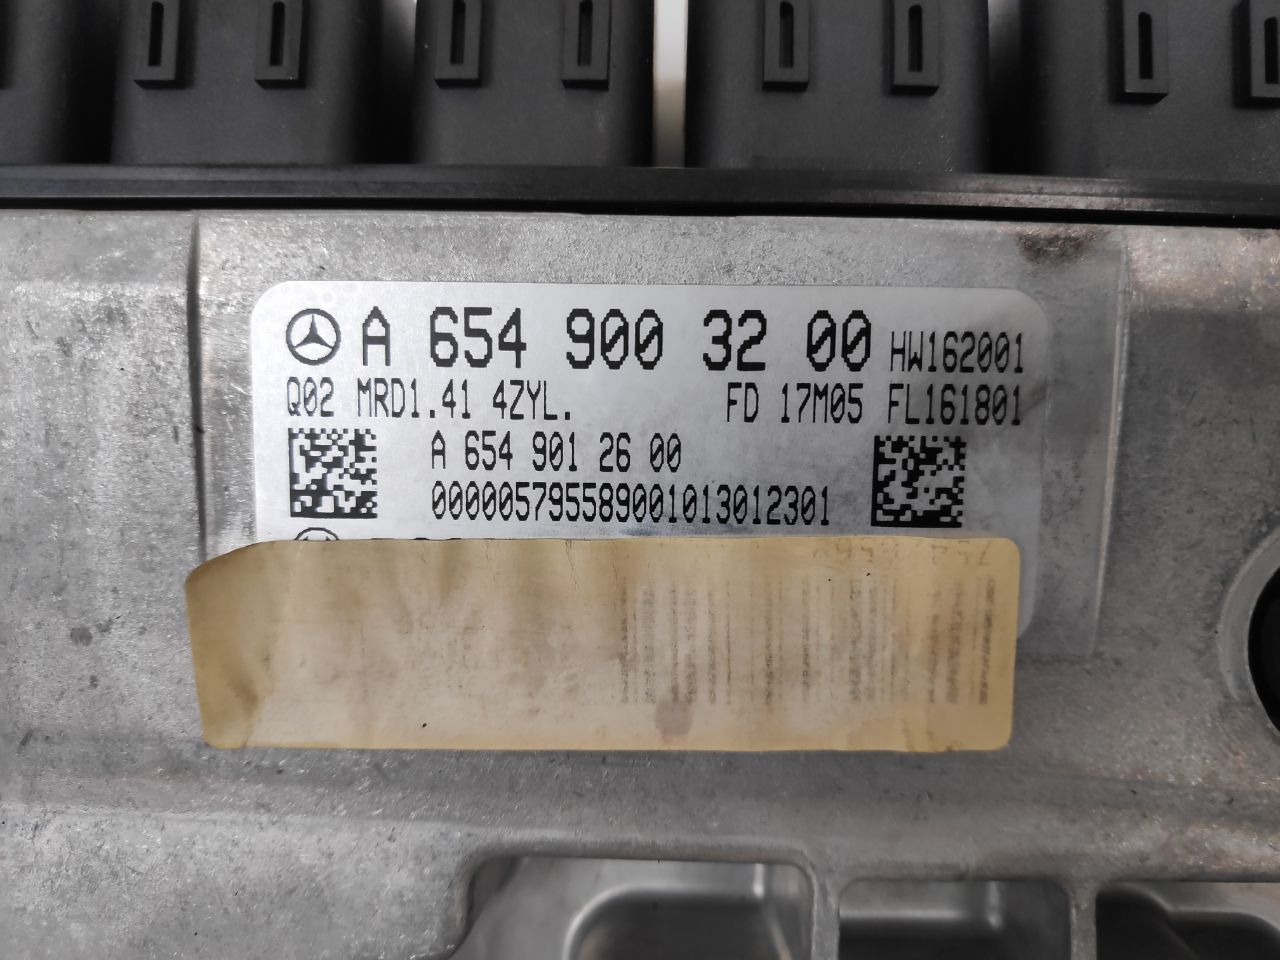 A 654 900 32 00 HW162001
Q02 MRD1.41 4ZYL. FD 17M05 FL161801
A 654 901 26 00
000005795589001013012301